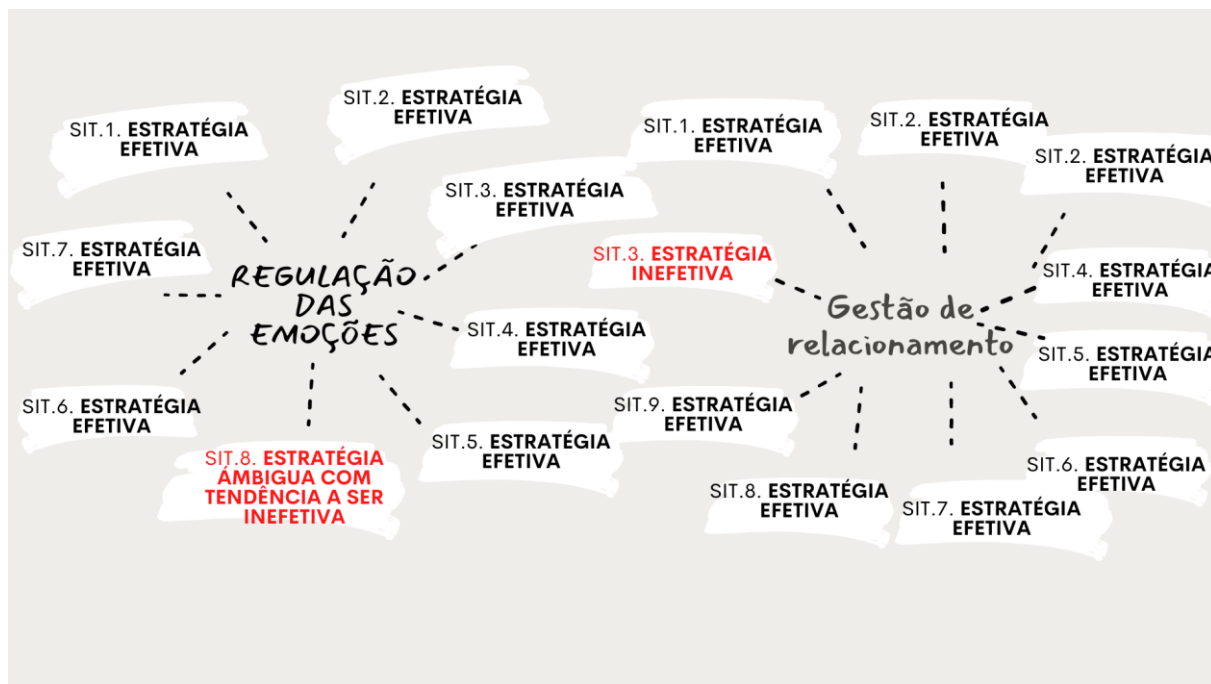 SIT.1. ESTRATÉGIA
EFETIVA
SIT.2. ESTRATÉGIA
EFETIVA
SIT.3. ESTRATÉGIA
EFETIVA
SIT.7. ESTRATÉGIA
EFETIVA
REGULAÇÃO
DAS
EMOÇÕES
SIT.4. ESTRATÉGIA
EFETIVA
SIT.6. ESTRATÉGIA
EFETIVA
SIT.8. ESTRATÉGIA
ÁMBIGUA COM
TENDÊNCIA A SER
INEFETIVA
SIT.5. ESTRATÉGIA
EFETIVA
SIT.1. ESTRATÉGIA
EFETIVA
SIT.2. ESTRATÉGIA
EFETIVA
SIT.2. ESTRATÉGIA
EFETIVA
SIT.3. ESTRATÉGIA
INEFETIVA
SIT.4. ESTRATÉGIA
EFETIVA
Gestão de
relacionamento
SIT.5. ESTRATÉGIA
EFETIVA
SIT.9. ESTRATÉGIA
EFETIVA
SIT.6. ESTRATÉGIA
EFETIVA
SIT.8. ESTRATÉGIA
EFETIVA
SIT.7. ESTRATÉGIA
EFETIVA